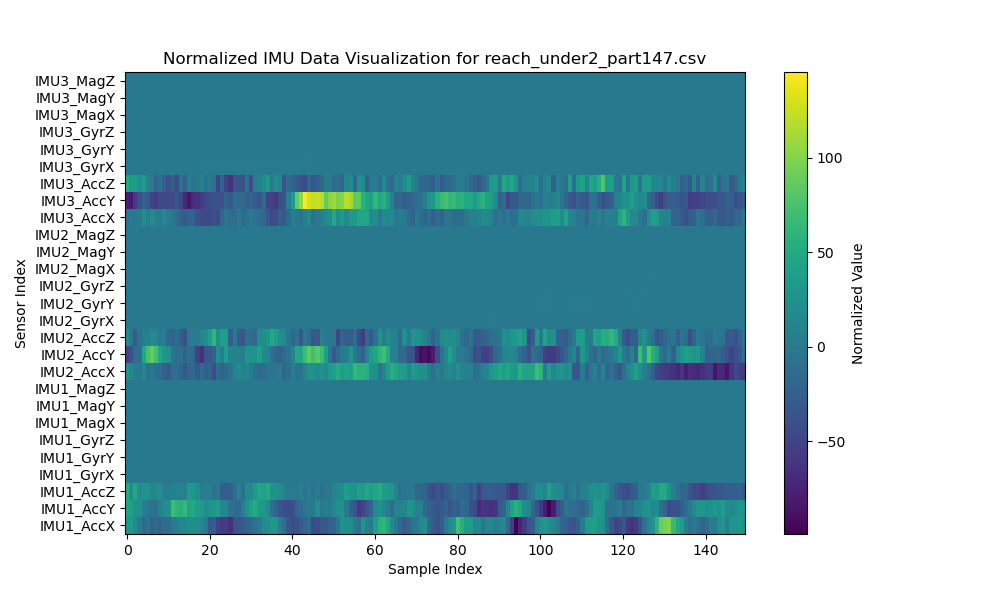 Normalized IMU Data Visualization for reach_under2_part147.csv
IMU3_MagZ
IMU3_MagY
IMU3_MagX
IMU3_GyrZ
IMU3_GyrY
IMU3_GyrX
IMU3_AccZ
IMU3_AccY
IMU3_AccX
IMU2_MagZ
IMU2_MagY
IMU2_MagX
IMU2_GyrZ
IMU2_GyrY
IMU2_GyrX
IMU2_AccZ
IMU2_AccY
IMU2_AccX
IMU1_MagZ
IMU1_MagY
IMU1_MagX
IMU1_GyrZ
IMU1_GyrY
IMU1_GyrX
IMU1_AccZ
IMU1_AccY
IMU1_AccX
Sensor Index
0 20 40 60 80 100 120 140
Sample Index
100
50
0
−50
Normalized Value